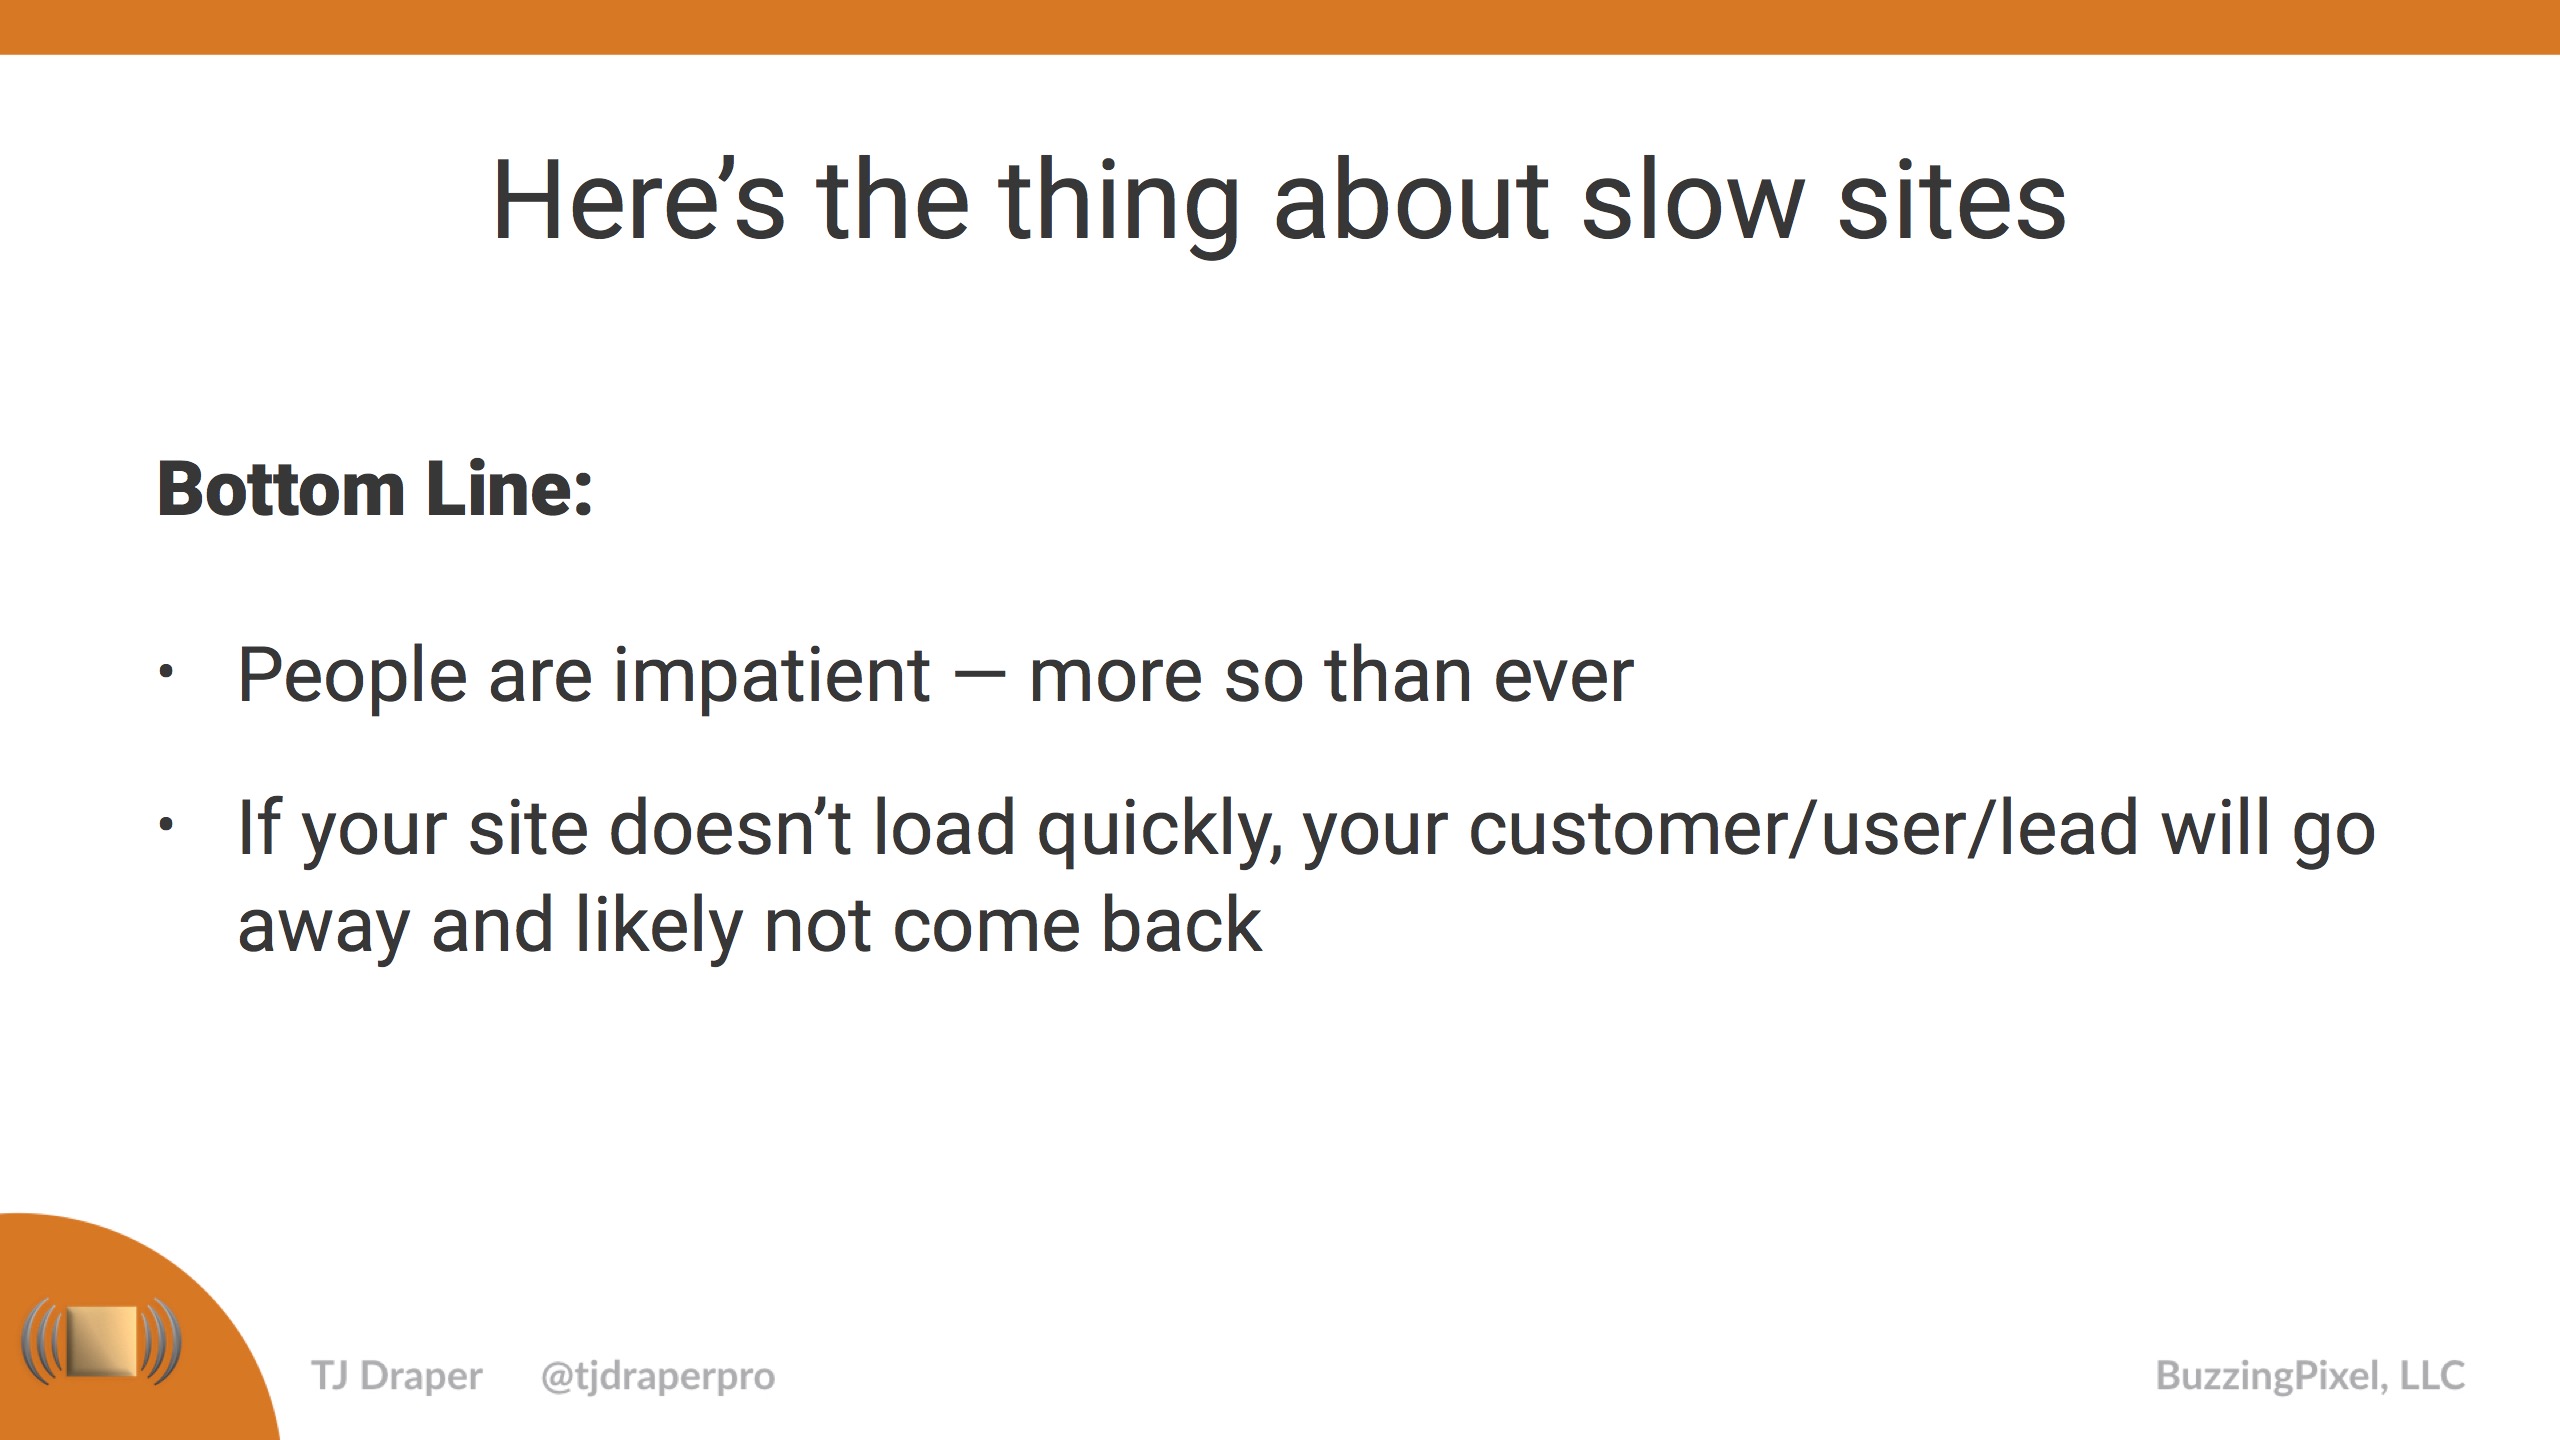 Here’s the thing about slow sites
Bottom Line:
• People are impatient — more so than ever
• If your site doesn’t load quickly, your customer/user/lead will go
away and likely not come back
TJ Draper @tjdraperpro BuzzingPixel, LLC